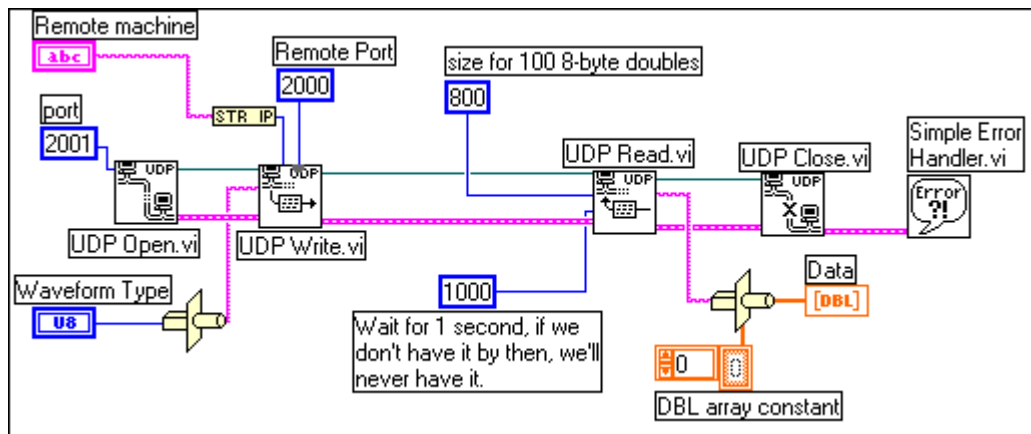 Remote machine
abc
Remote Port
2000
size for 100 8-byte doubles
800
port
2001
STR IP
Simple Error
Handler.vi
UDP Read.vi
UDP Close.vi
UDP
UDP
UDP
UDP
Error
?!
UDP Open.vi
UDP Write.vi
X
Waveform Type
U8
1000
Wait for 1 second, if we
don't have it by then, we'll
never have it.
Data
[DBL]
0
DBL array constant